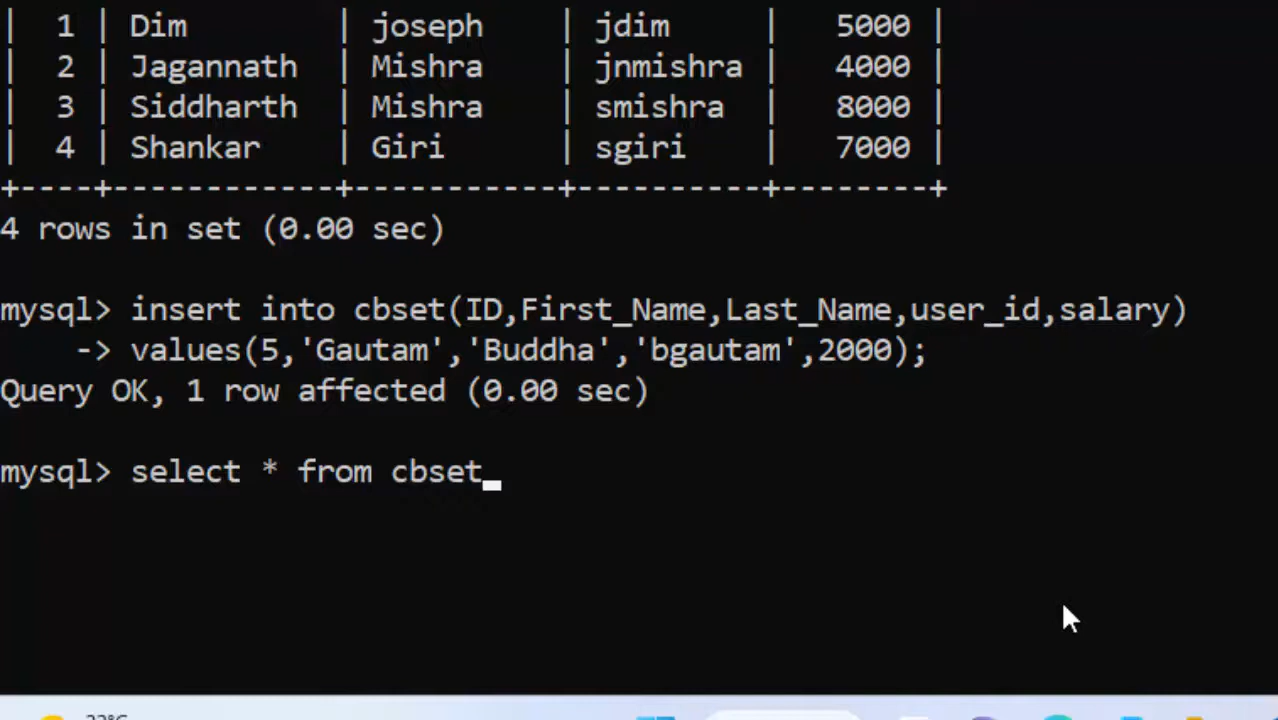 |  1 | Dim        | joseph    | jdim     |   5000 |
|  2 | Jagannath  | Mishra    | jnmishra |   4000 |
|  3 | Siddharth  | Mishra    | smishra  |   8000 |
|  4 | Shankar    | Giri      | sgiri    |   7000 |
+----+------------+-----------+----------+--------+
4 rows in set (0.00 sec)
mysql> insert into cbset(ID,First_Name,Last_Name,user_id,salary)
    -> values(5,'Gautam','Buddha','bgautam',2000);
Query OK, 1 row affected (0.00 sec)
mysql> select * from cbset